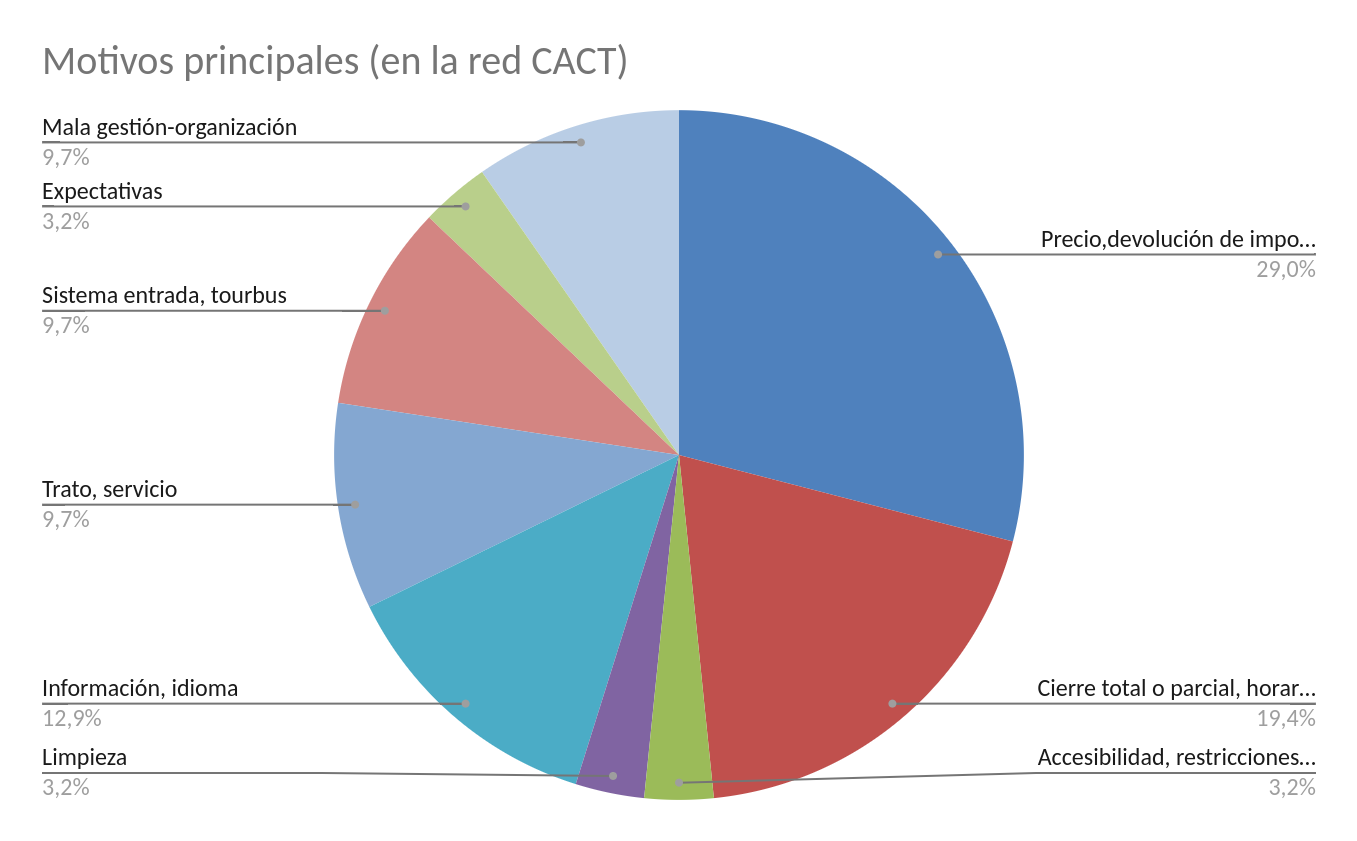 Motivos principales (en la red CACT)
Mala gestión-organización
9,7%
Expectativas
3,2%
Sistema entrada, tourbus
9,7%
Trato, servicio
9,7%
Información, idioma
12,9%
Limpieza
3,2%
Precio,devolución de impo...
29,0%
Cierre total o parcial, horar...
19,4%
Accesibilidad, restricciones...
3,2%